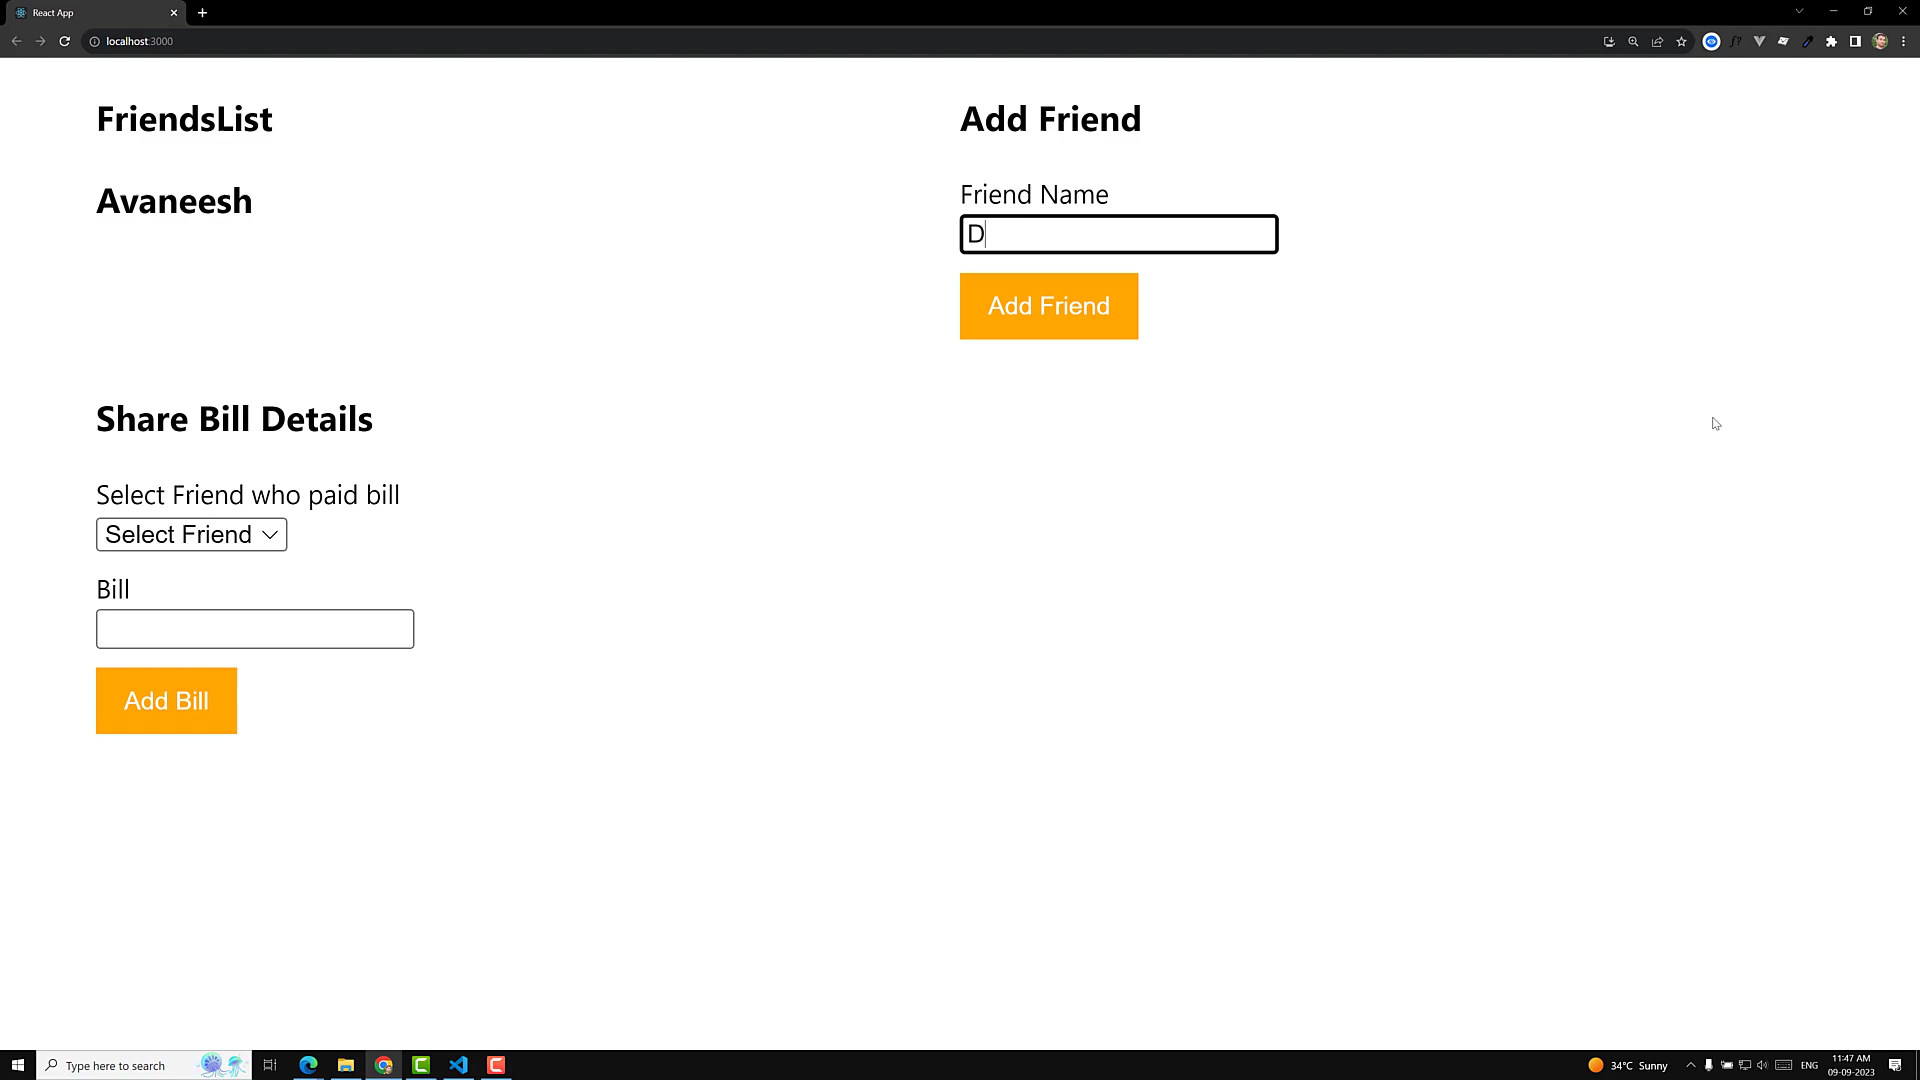 React App
localhost:3000
FriendsList
Add Friend
Avaneesh
Friend Name
D
Add Friend
Share Bill Details
Select Friend who paid bill
Select Friend
Bill
Add Bill
Type here to search
34°C Sunny
ENG
11:47 AM
09-09-2023